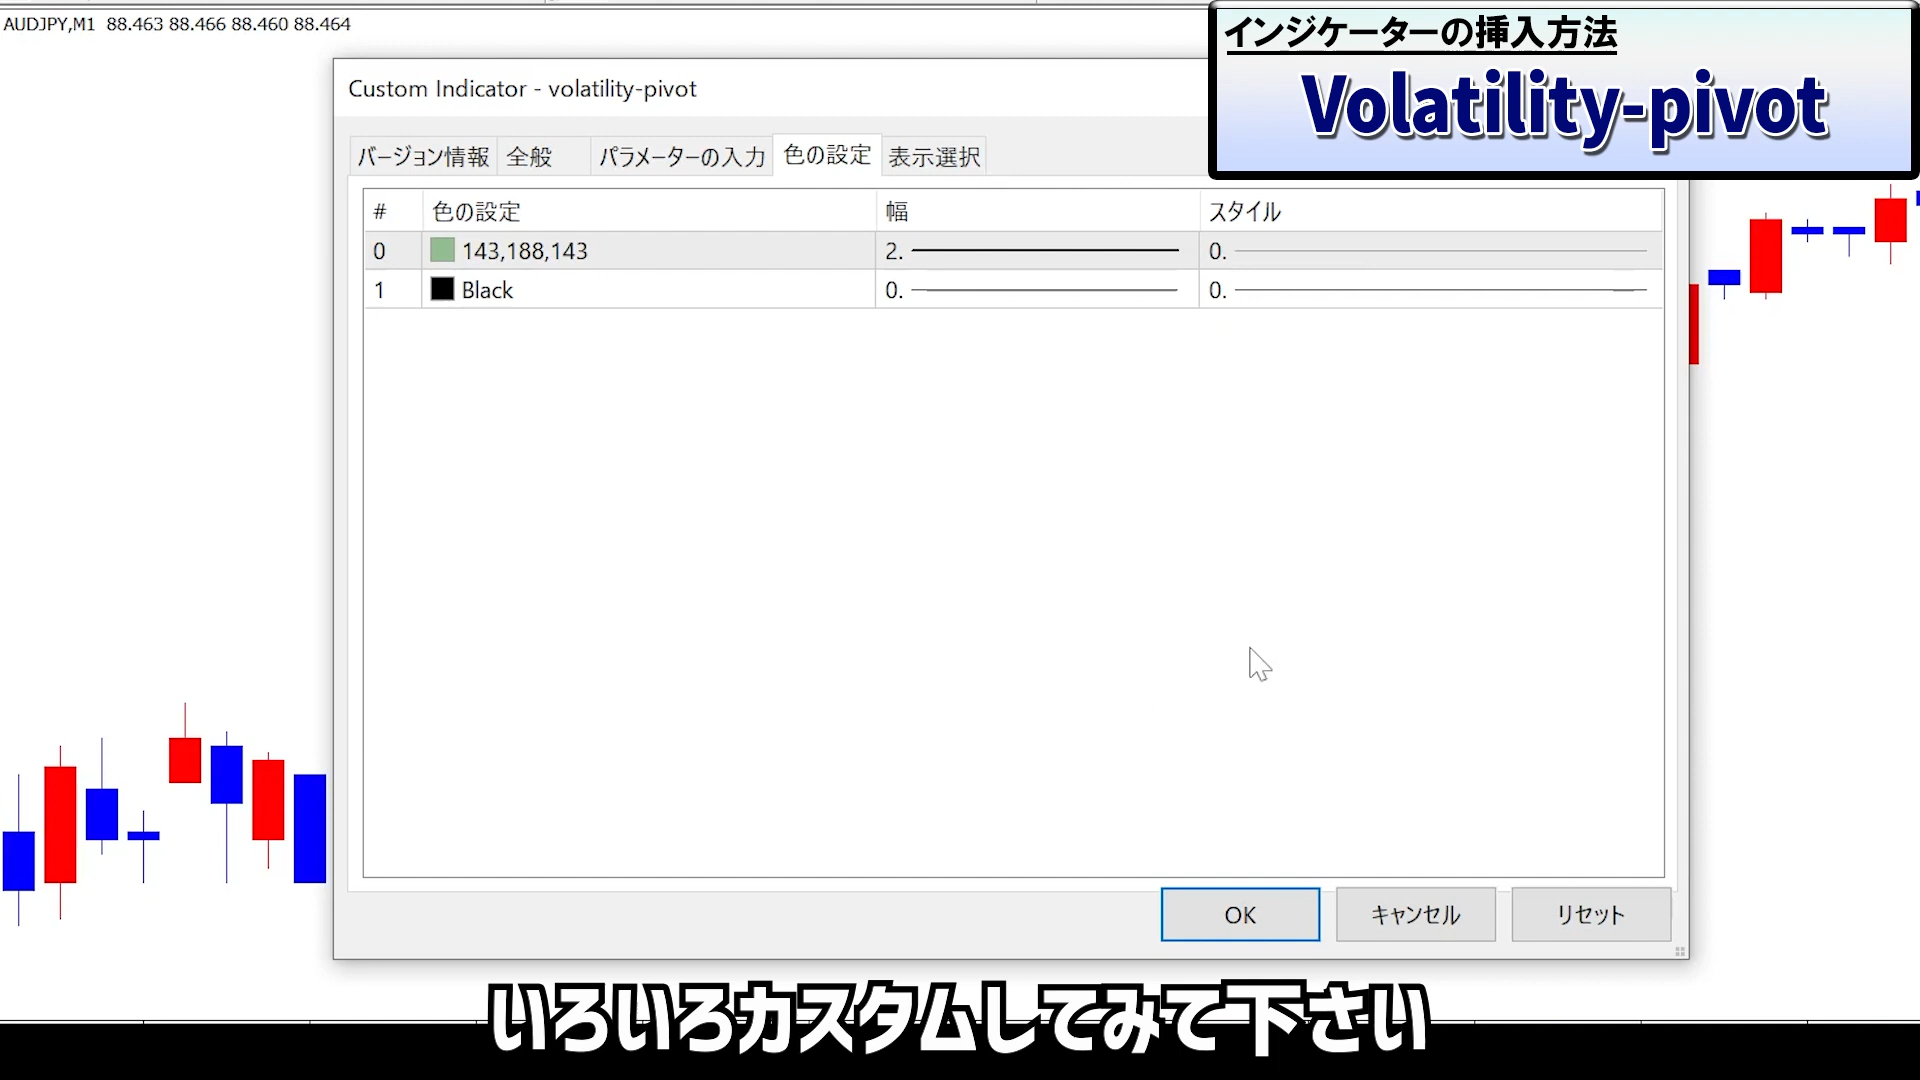 AUDJPY,M1 88.463 88.466 88.460 88.464
インジケーターの挿入方法
Volatility-pivot
Custom Indicator - volatility-pivot
バージョン情報 全般 パラメーターの入力 色の設定 表示選択
# 色の設定 幅 スタイル
0 143,188,143 2. 0.
1 Black 0. 0.
OK キャンセル リセット
いろいろカスタムしてみて下さい